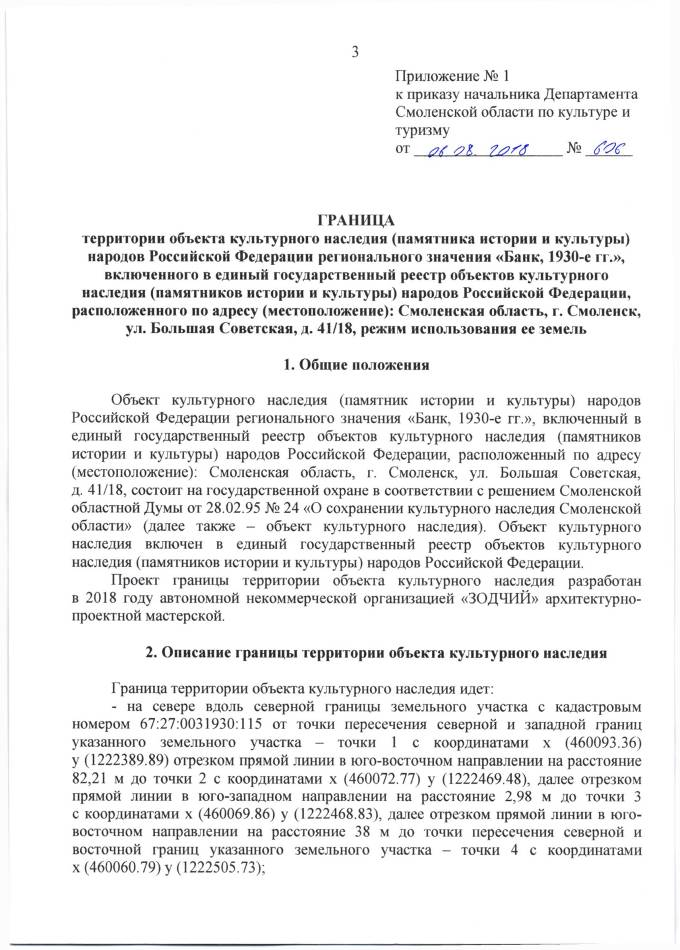 3
Приложение № 1
к приказу начальника Департамента
Смоленской области по культуре и
туризму
от 06.08.2018 № 606
ГРАНИЦА
территории объекта культурного наследия (памятника истории и культуры)
народов Российской Федерации регионального значения «Банк, 1930-е гг.»,
включенного в единый государственный реестр объектов культурного
наследия (памятников истории и культуры) народов Российской Федерации,
расположенного по адресу (местоположение): Смоленская область, г. Смоленск,
ул. Большая Советская, д. 41/18, режим использования ее земель
1. Общие положения
Объект культурного наследия (памятник истории и культуры) народов
Российской Федерации регионального значения «Банк, 1930-е гг.», включенный в
единый государственный реестр объектов культурного наследия (памятников
истории и культуры) народов Российской Федерации, расположенный по адресу
(местоположение): Смоленская область, г. Смоленск, ул. Большая Советская,
д. 41/18, состоит на государственной охране в соответствии с решением Смоленской
областной Думы от 28.02.95 № 24 «О сохранении культурного наследия Смоленской
области» (далее также – объект культурного наследия). Объект культурного
наследия включен в единый государственный реестр объектов культурного
наследия (памятников истории и культуры) народов Российской Федерации.
Проект границы территории объекта культурного наследия разработан
в 2018 году автономной некоммерческой организацией «ЗОДЧИЙ» архитектурно-
проектной мастерской.
2. Описание границы территории объекта культурного наследия
Граница территории объекта культурного наследия идет:
- на севере вдоль северной границы земельного участка с кадастровым
номером 67:27:0031930:115 от точки пересечения северной и западной границ
указанного земельного участка – точки 1 с координатами x (460093.36)
y (1222389.89) отрезком прямой линии в юго-восточном направлении на расстояние
82,21 м до точки 2 с координатами x (460072.77) y (1222469.48), далее отрезком
прямой линии в юго-западном направлении на расстояние 2,98 м до точки 3
с координатами x (460069.86) y (1222468.83), далее отрезком прямой линии в юго-
восточном направлении на расстояние 38 м до точки пересечения северной и
восточной границ указанного земельного участка – точки 4 с координатами
x (460060.79) y (1222505.73);